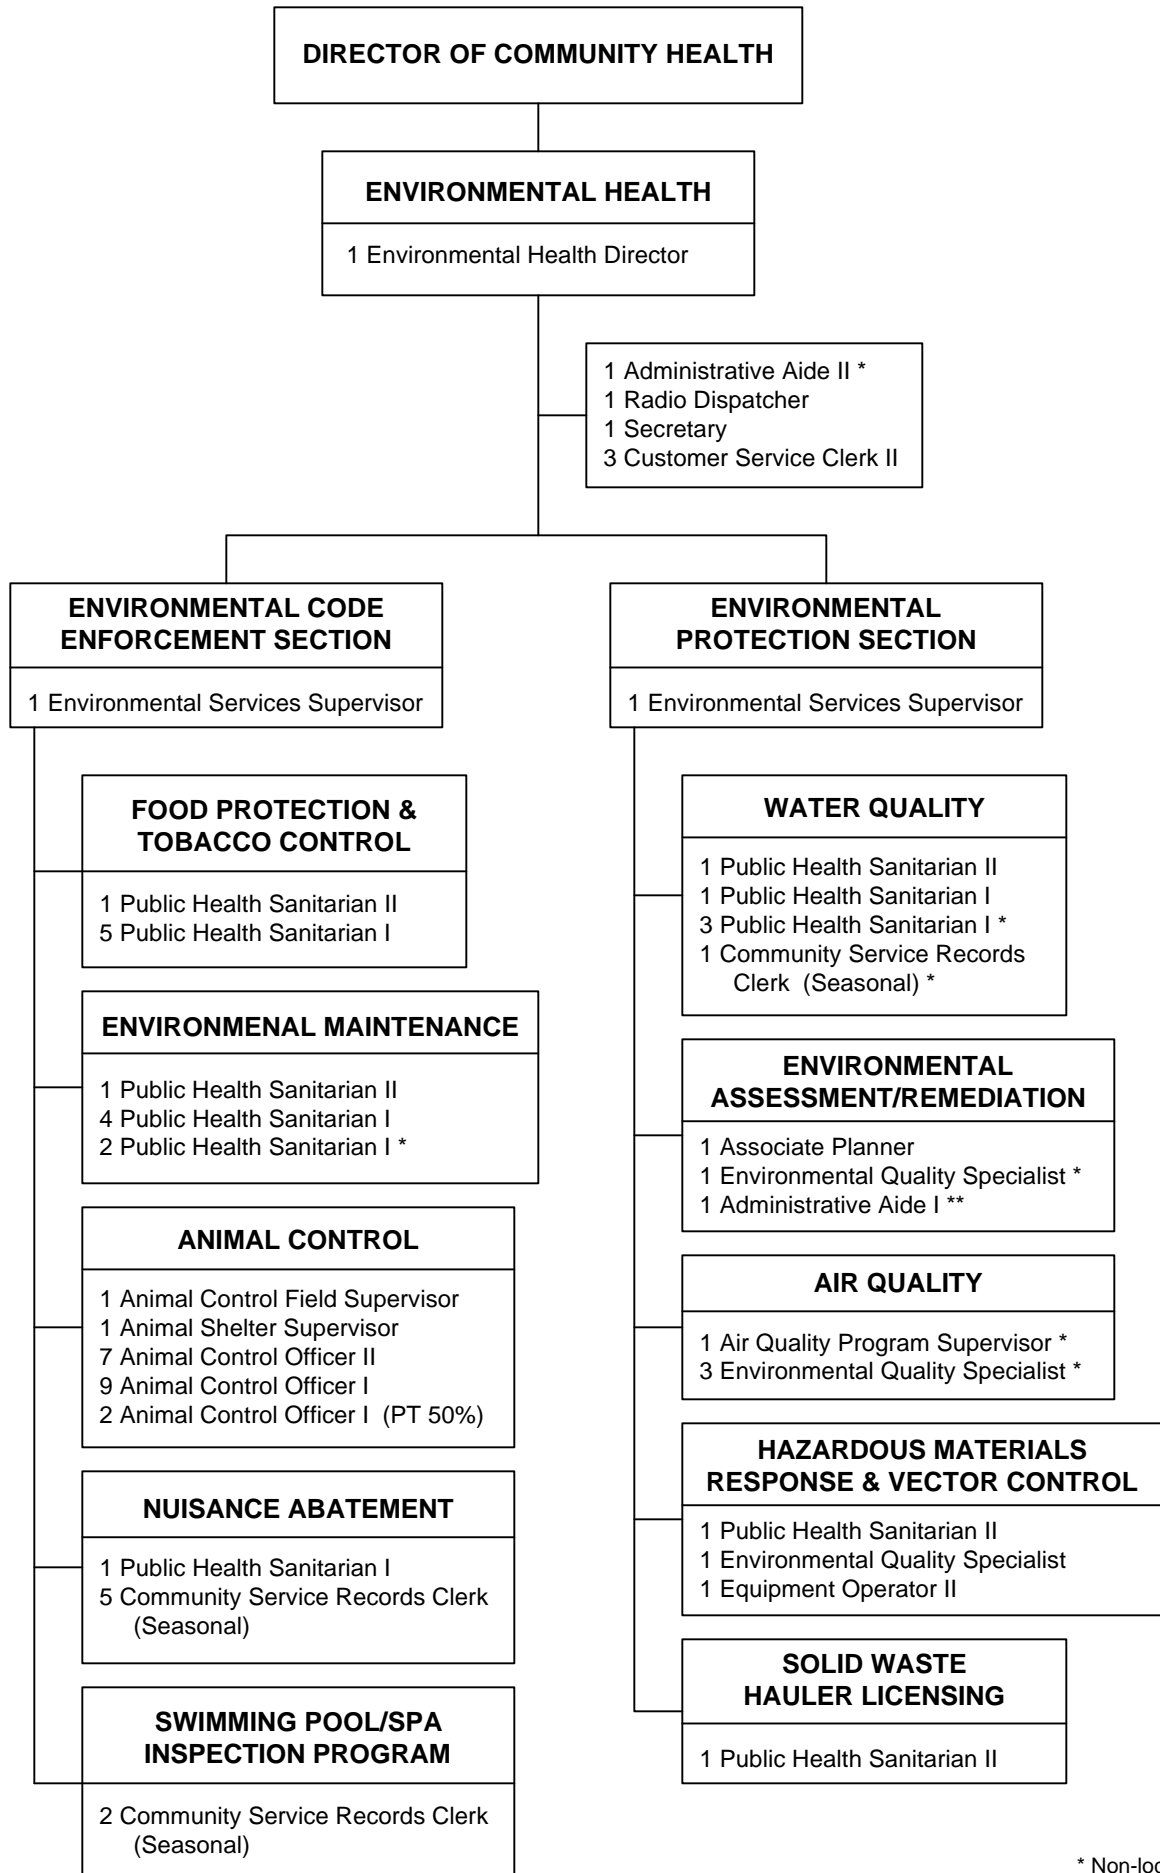 DIRECTOR OF COMMUNITY HEALTH
ENVIRONMENTAL HEALTH
1 Environmental Health Director
1 Administrative Aide II *
1 Radio Dispatcher
1 Secretary
3 Customer Service Clerk II
ENVIRONMENTAL CODE
ENFORCEMENT SECTION
1 Environmental Services Supervisor
FOOD PROTECTION &
TOBACCO CONTROL
1 Public Health Sanitarian II
5 Public Health Sanitarian I
ENVIRONMENAL MAINTENANCE
1 Public Health Sanitarian II
4 Public Health Sanitarian I
2 Public Health Sanitarian I *
ANIMAL CONTROL
1 Animal Control Field Supervisor
1 Animal Shelter Supervisor
7 Animal Control Officer II
9 Animal Control Officer I
2 Animal Control Officer I (PT 50%)
NUISANCE ABATEMENT
1 Public Health Sanitarian I
5 Community Service Records Clerk
(Seasonal)
SWIMMING POOL/SPA
INSPECTION PROGRAM
2 Community Service Records Clerk
(Seasonal)
ENVIRONMENTAL
PROTECTION SECTION
1 Environmental Services Supervisor
WATER QUALITY
1 Public Health Sanitarian II
1 Public Health Sanitarian I
3 Public Health Sanitarian I *
1 Community Service Records
Clerk (Seasonal) *
ENVIRONMENTAL
ASSESSMENT/REMEDIATION
1 Associate Planner
1 Environmental Quality Specialist *
1 Administrative Aide I **
AIR QUALITY
1 Air Quality Program Supervisor *
3 Environmental Quality Specialist *
HAZARDOUS MATERIALS
RESPONSE & VECTOR CONTROL
1 Public Health Sanitarian II
1 Environmental Quality Specialist
1 Equipment Operator II
SOLID WASTE
HAULER LICENSING
1 Public Health Sanitarian II